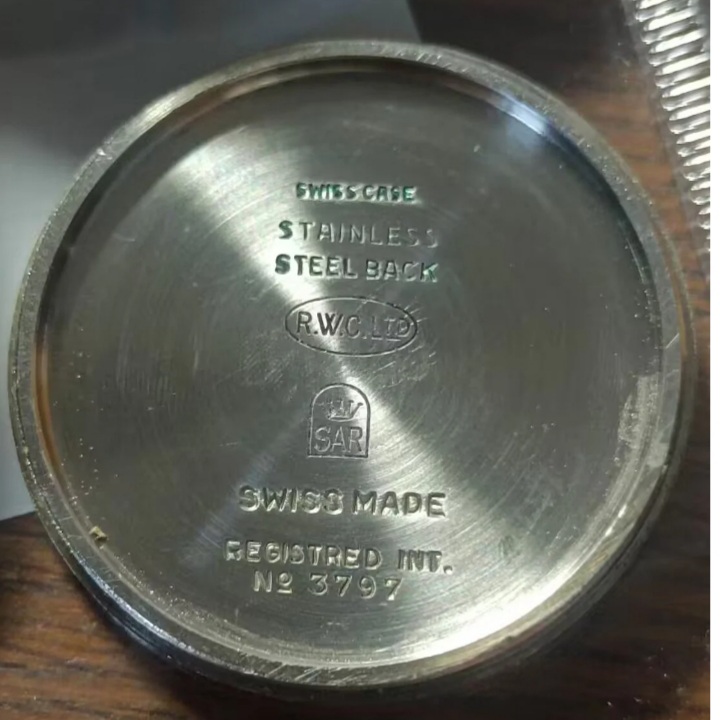 SWISS CASE
STAINLESS
STEEL BACK
R.W.C. LTD
SAR
SWISS MADE
REGISTRED INT.
Nº 3797